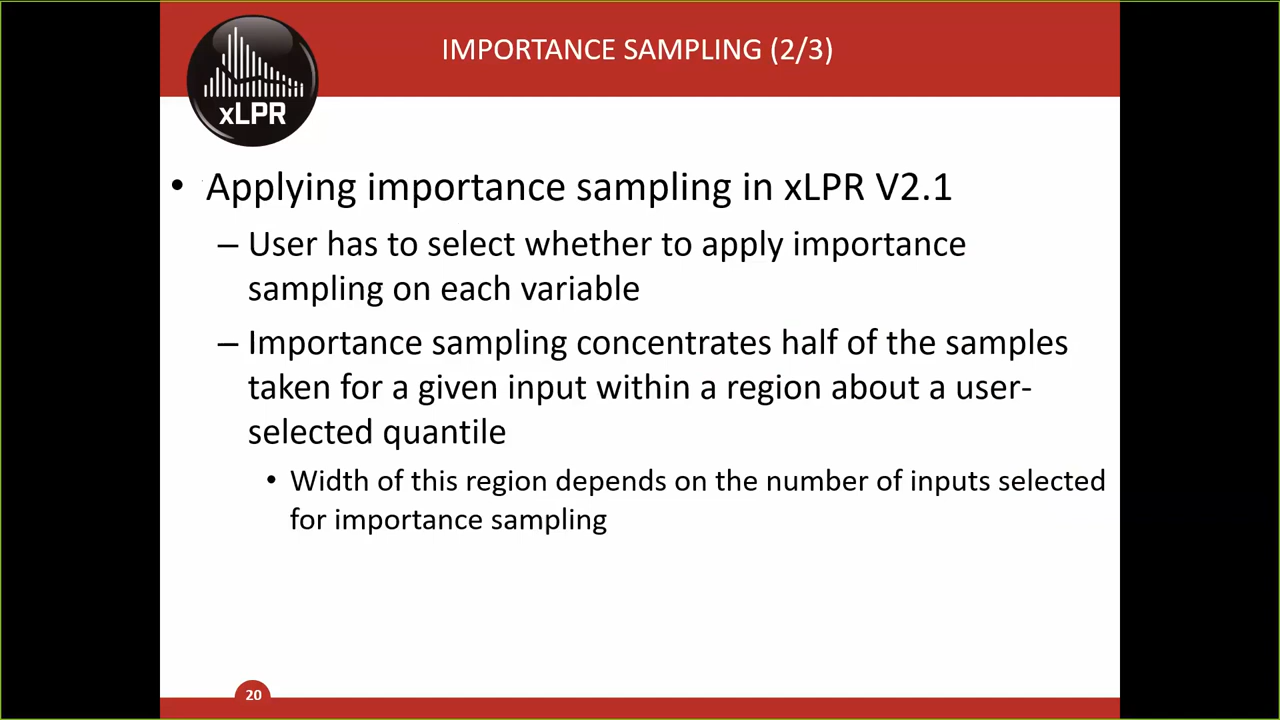 IMPORTANCE SAMPLING (2/3)
xLPR
• Applying importance sampling in xLPR V2.1
– User has to select whether to apply importance
sampling on each variable
– Importance sampling concentrates half of the samples
taken for a given input within a region about a user-
selected quantile
• Width of this region depends on the number of inputs selected
for importance sampling
20